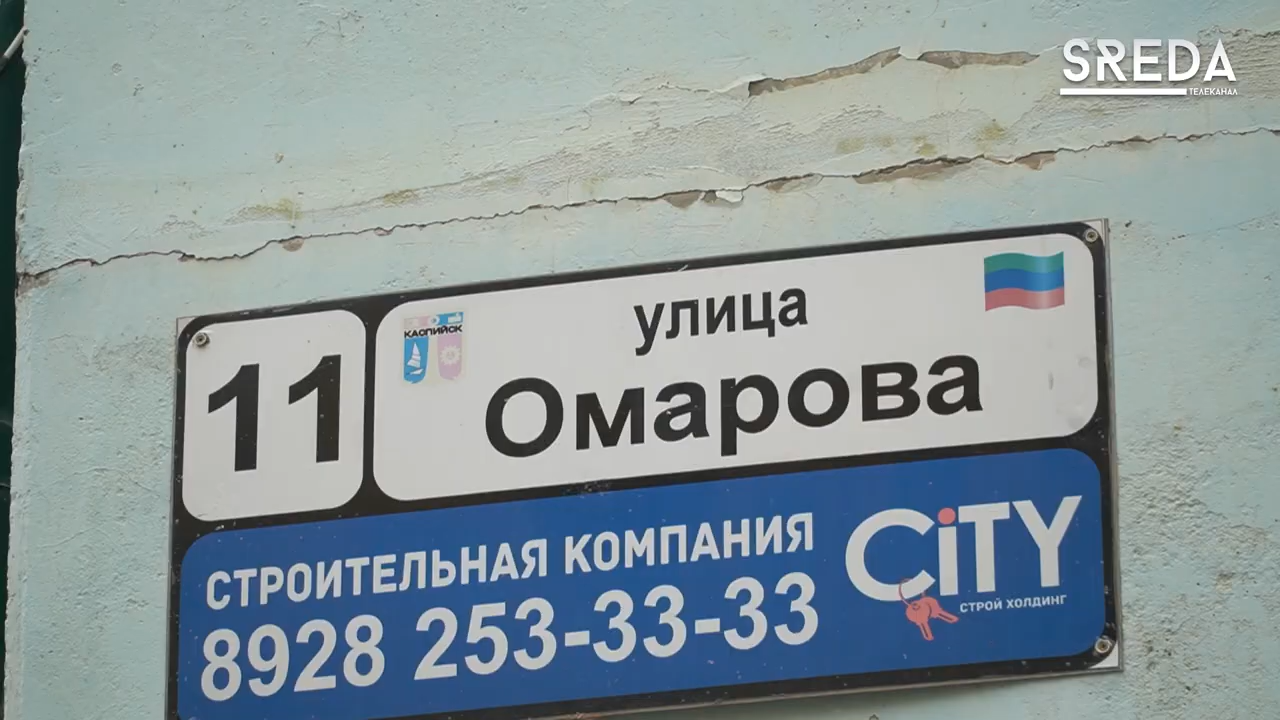 SREDA
ТЕЛЕКАНАЛ
11
КАСПИЙСК
улица
Омарова
СТРОИТЕЛЬНАЯ КОМПАНИЯ
8928 253-33-33
CiTY
СТРОЙ ХОЛДИНГ